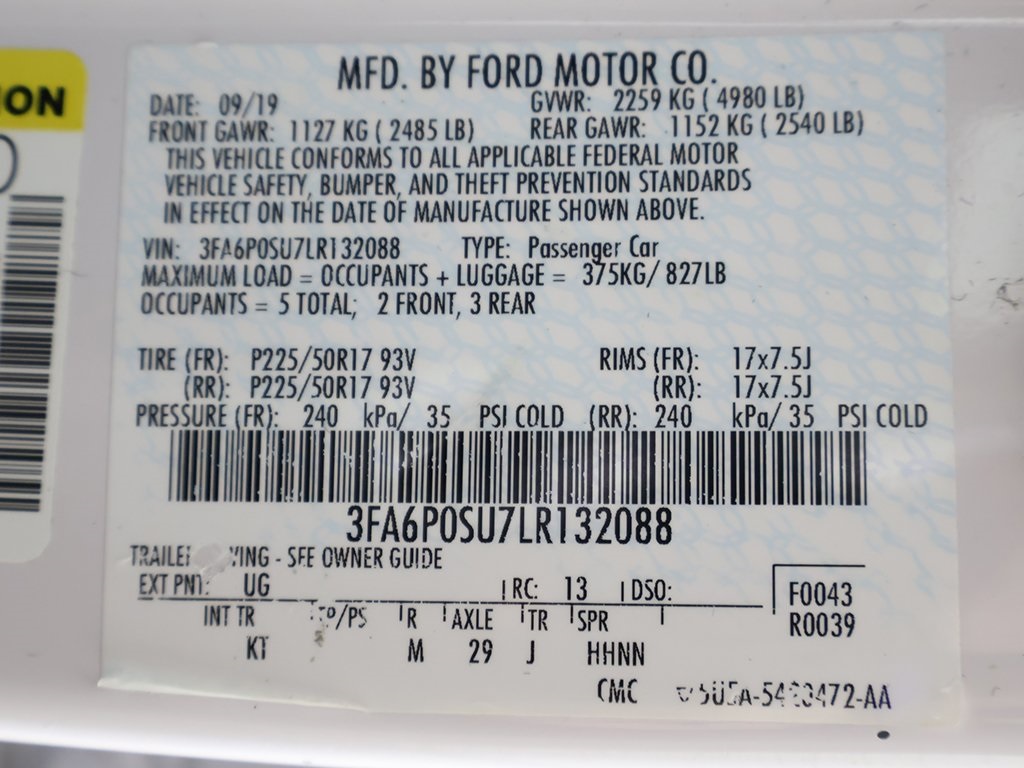 ION
MFD. BY FORD MOTOR CO.
DATE: 09/19 GVWR: 2259 KG ( 4980 LB)
FRONT GAWR: 1127 KG ( 2485 LB) REAR GAWR: 1152 KG ( 2540 LB)
THIS VEHICLE CONFORMS TO ALL APPLICABLE FEDERAL MOTOR
VEHICLE SAFETY, BUMPER, AND THEFT PREVENTION STANDARDS
IN EFFECT ON THE DATE OF MANUFACTURE SHOWN ABOVE.
VIN: 3FA6P0SU7LR132088 TYPE: Passenger Car
MAXIMUM LOAD = OCCUPANTS + LUGGAGE = 375KG/ 827LB
OCCUPANTS = 5 TOTAL; 2 FRONT, 3 REAR
TIRE (FR): P225/50R17 93V RIMS (FR): 17x7.5J
(RR): P225/50R17 93V (RR): 17x7.5J
PRESSURE (FR): 240 kPa/ 35 PSI COLD (RR): 240 kPa/ 35 PSI COLD
3FA6P0SU7LR132088
- SEE OWNER GUIDE
EXT PNT: UG RC: 13 DSO: F0043
INT TR TP/PS R AXLE TR SPR R0039
KT M 29 J HHNN
CMC